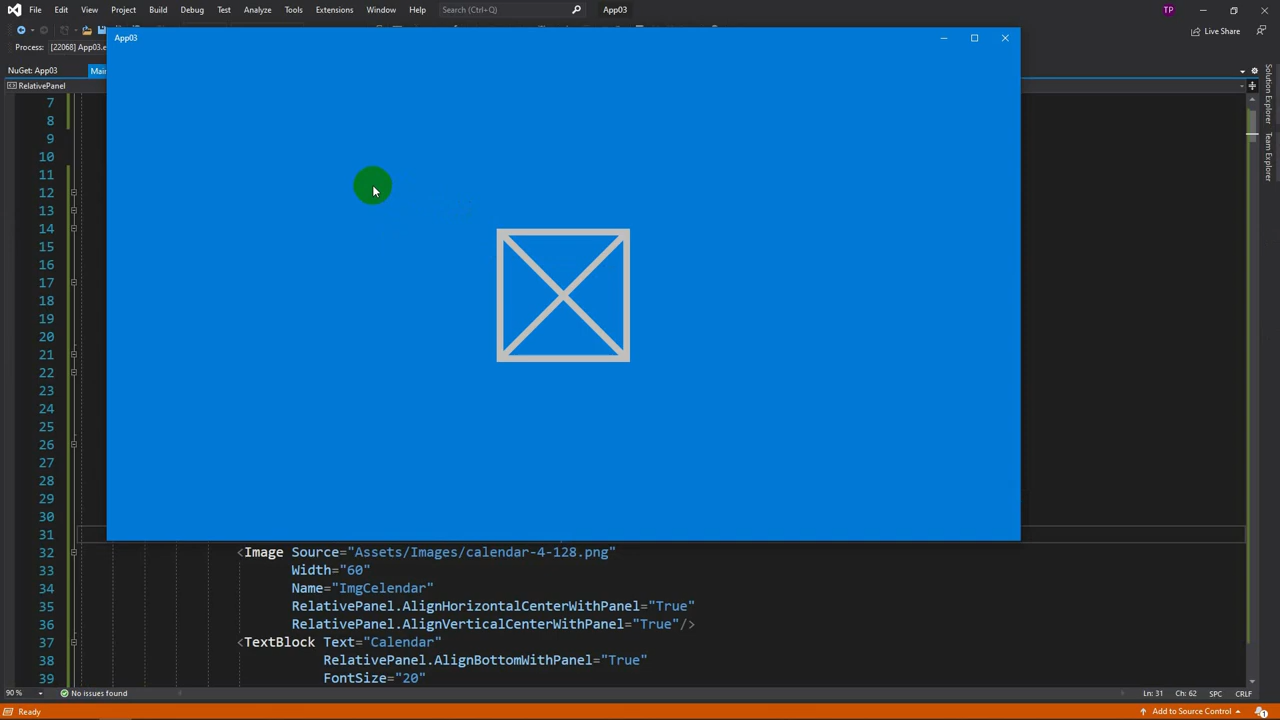 File Edit View Project Build Debug Test Analyze Tools Extensions Window Help Search (Ctrl+Q) App03 TP
Live Share
Process: [22068] App03.e
App03
NuGet: App03 Main
RelativePanel
7
8
9
10
11
12
13
14
15
16
17
18
19
20
21
22
23
24
25
26
27
28
29
30
31
32 <Image Source="Assets/Images/calendar-4-128.png"
33 Width="60"
34 Name="ImgCelendar"
35 RelativePanel.AlignHorizontalCenterWithPanel="True"
36 RelativePanel.AlignVerticalCenterWithPanel="True"/>
37 <TextBlock Text="Calendar"
38 RelativePanel.AlignBottomWithPanel="True"
39 FontSize="20"
Solution Explorer
Team Explorer
90 % No issues found Ln: 31 Ch: 62 SPC CRLF
Ready Add to Source Control 1